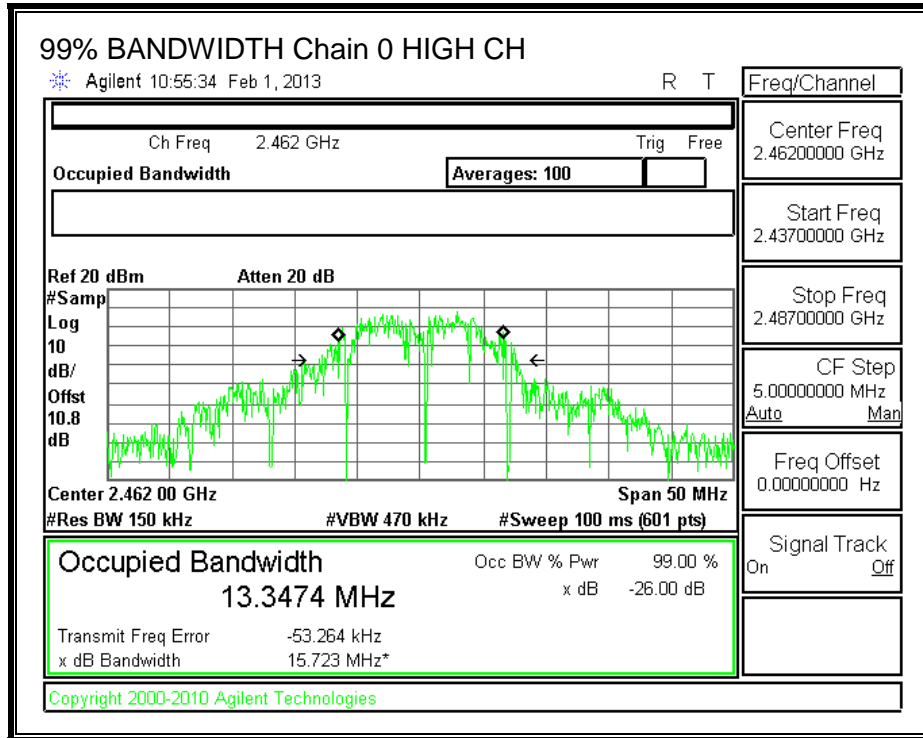 99% BANDWIDTH Chain 0 HIGH CH
Agilent 10:55:34 Feb 1, 2013 R T
Ch Freq 2.462 GHz Trig Free
Occupied Bandwidth Averages: 100
Ref 20 dBm Atten 20 dB
#Samp
Log
10
dB/
Offst
10.8
dB
Center 2.462 00 GHz Span 50 MHz
#Res BW 150 kHz #VBW 470 kHz #Sweep 100 ms (601 pts)
Occupied Bandwidth Occ BW % Pwr 99.00 %
13.3474 MHz x dB -26.00 dB
Transmit Freq Error -53.264 kHz
x dB Bandwidth 15.723 MHz*
Copyright 2000-2010 Agilent Technologies
Freq/Channel
Center Freq
2.46200000 GHz
Start Freq
2.43700000 GHz
Stop Freq
2.48700000 GHz
CF Step
5.00000000 MHz
Auto Man
Freq Offset
0.00000000 Hz
Signal Track
On Off